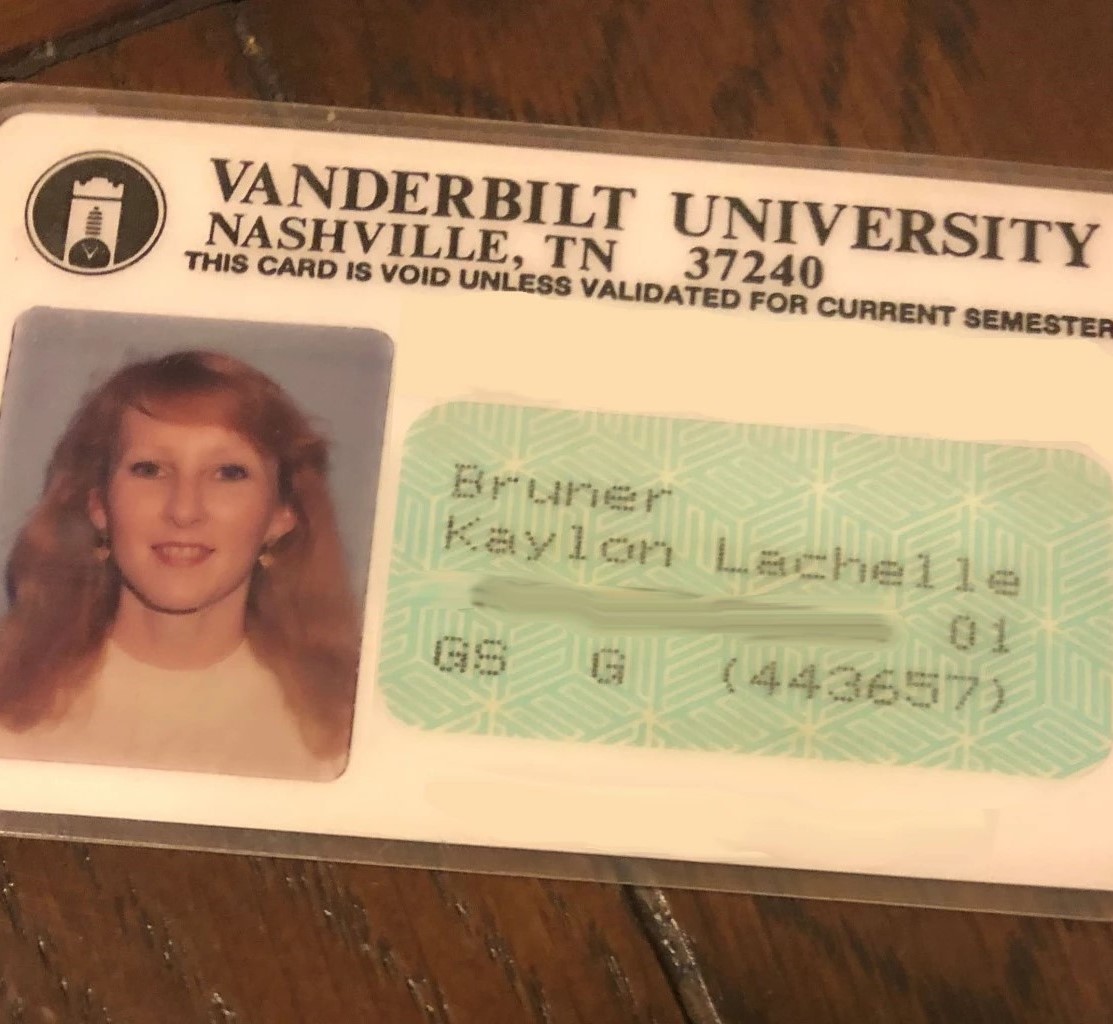 VANDERBILT UNIVERSITY
NASHVILLE, TN 37240
THIS CARD IS VOID UNLESS VALIDATED FOR CURRENT SEMESTER
Bruner
Kaylon Lachelle
01
GS G (443657)